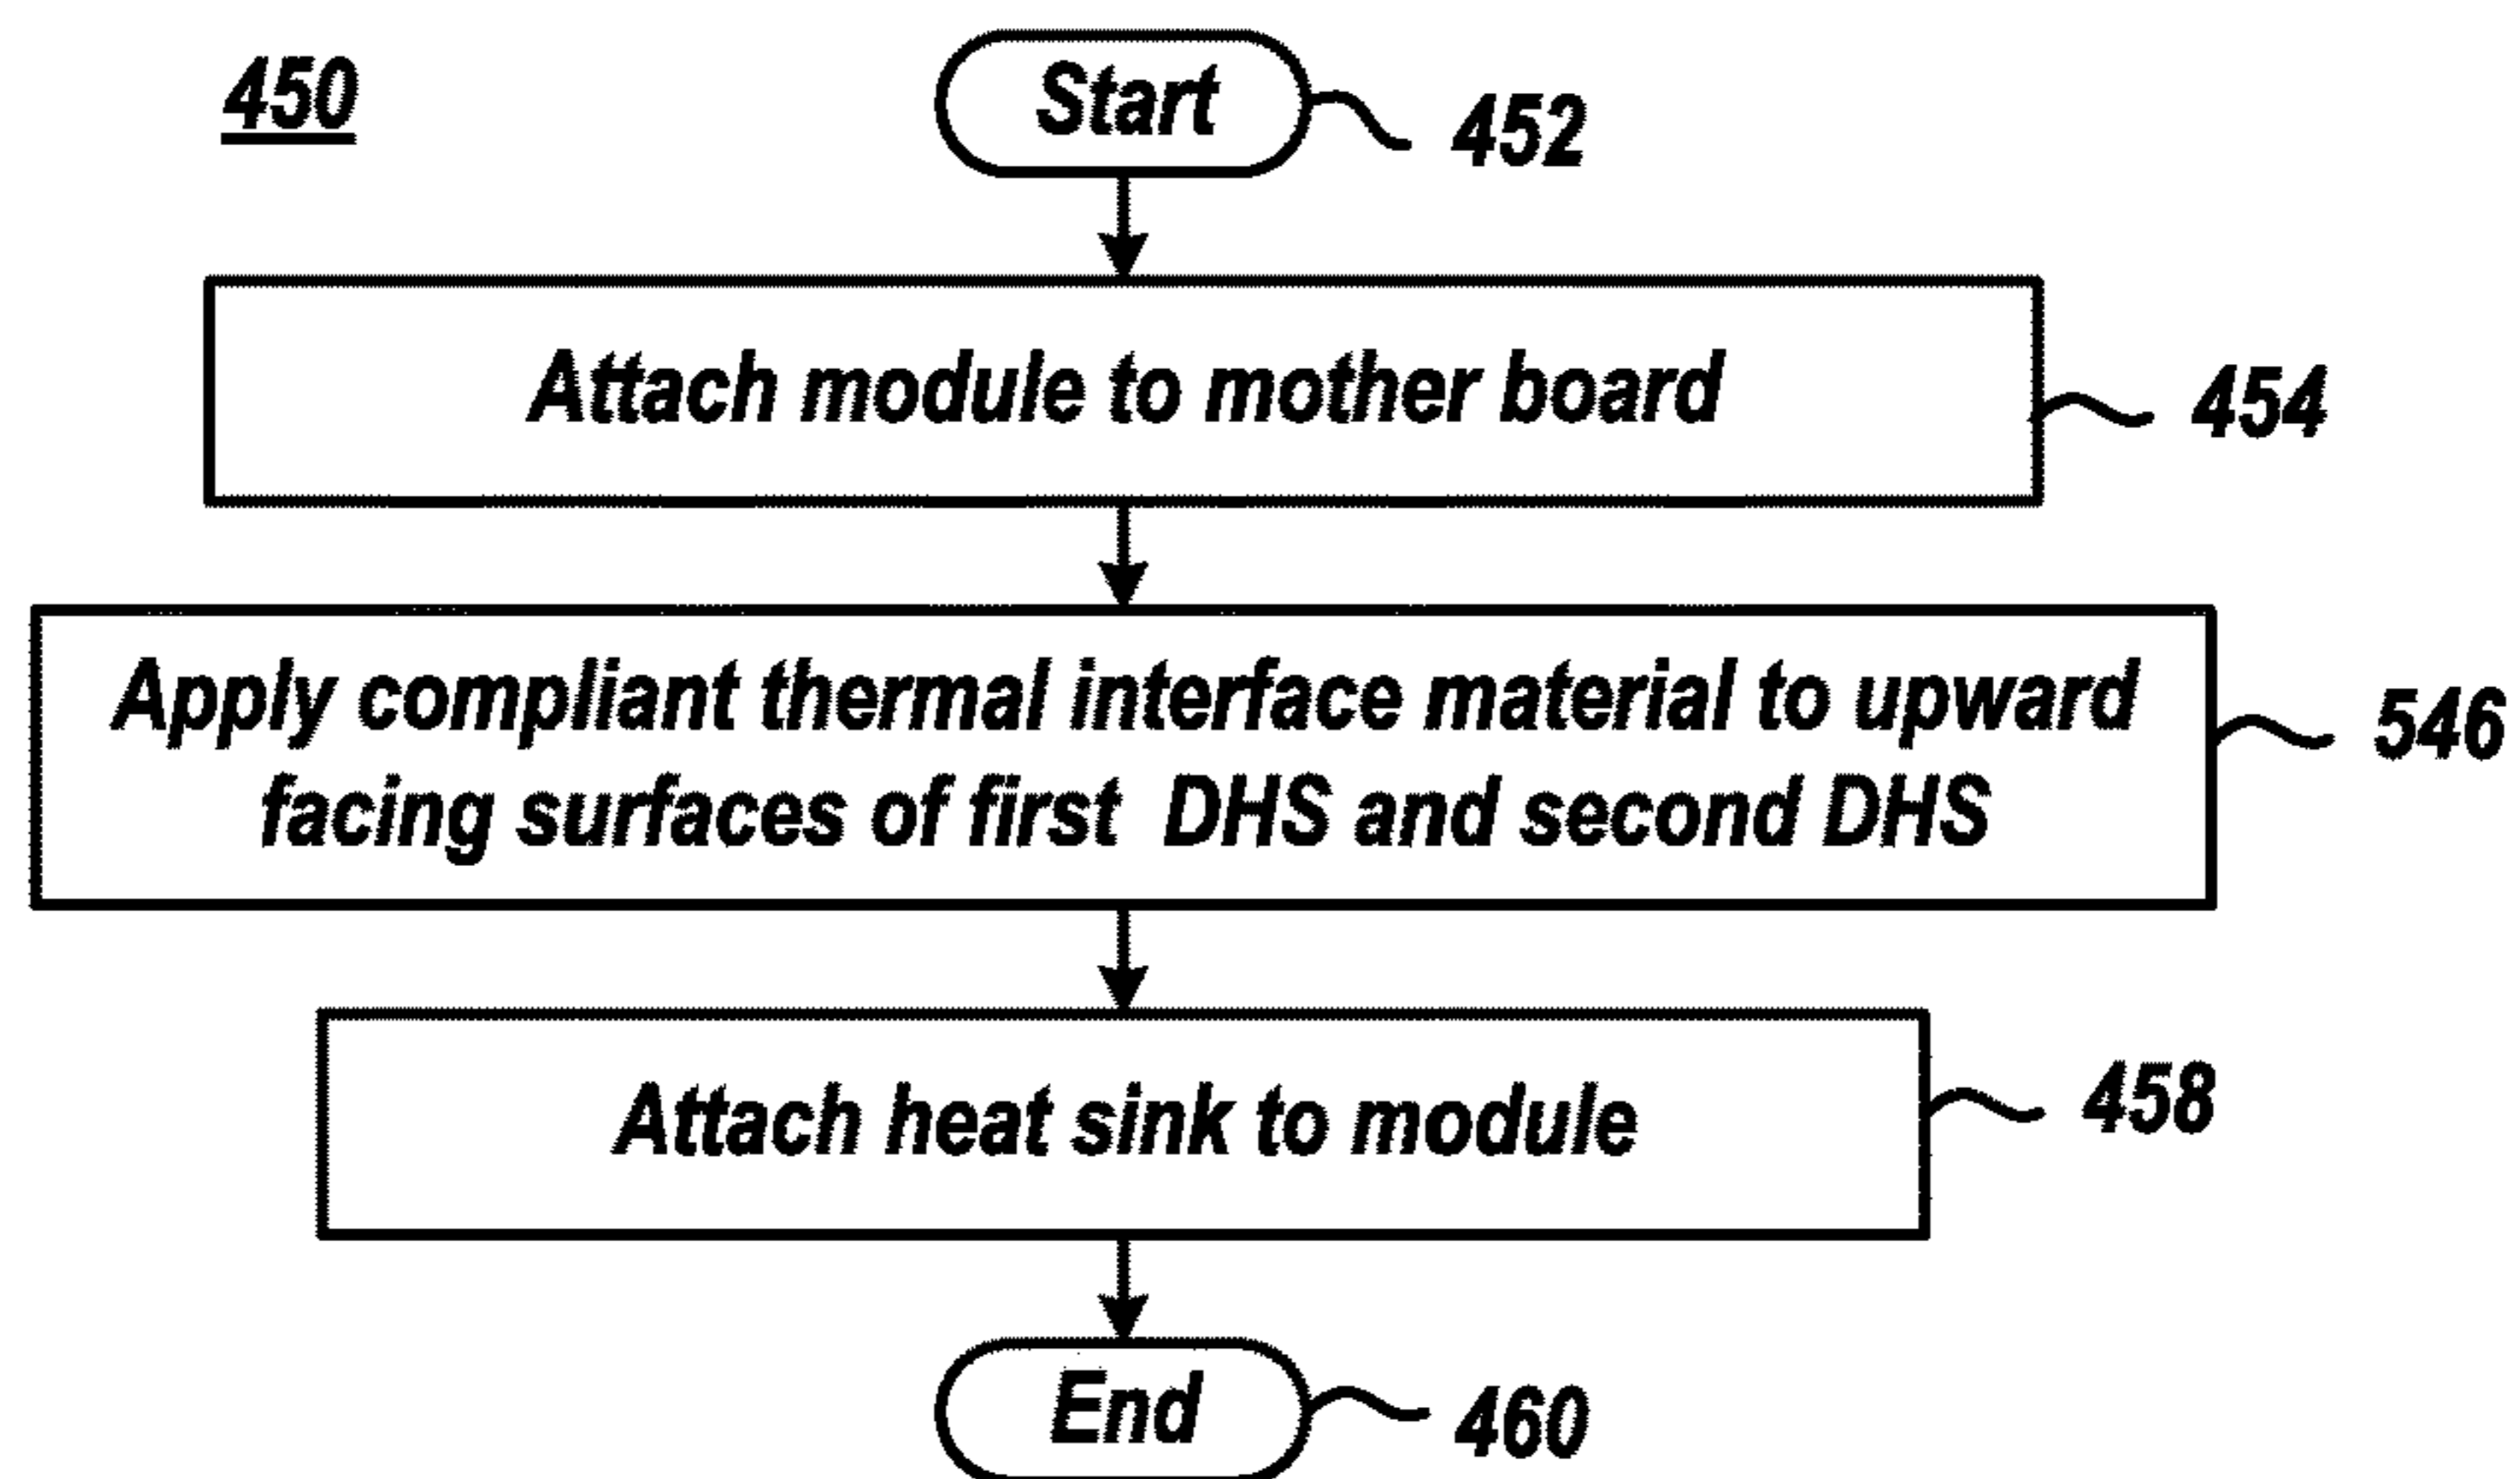 450
Start
452
Attach module to mother board
454
Apply compliant thermal interface material to upward
facing surfaces of first DHS and second DHS
546
Attach heat sink to module
458
End
460